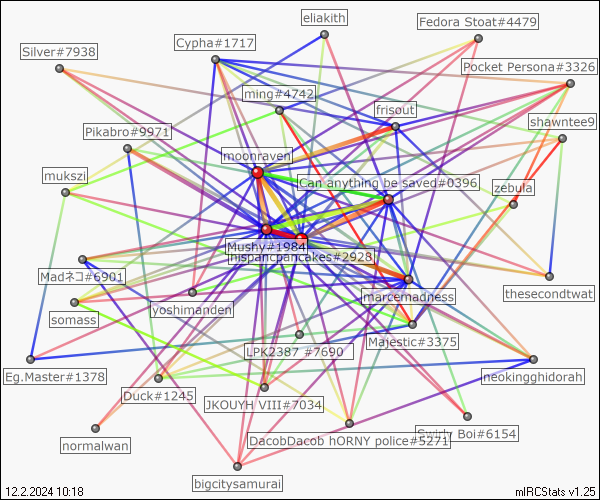 eliakith
Fedora Stoat#4479
Cypha#1717
Silver#7938
Pocket Persona#3326
ming#4742
frisout
shawntee9
Pikabro#9971
moonraven
mukszi
Can anything be saved#0396
zebula
Mushy#1984
hispancpancakes#2928
Madネコ#6901
thesecondtwat
marcemadness
somass
yoshimanden
Majestic#3375
LPK2387 #7690
Eg.Master#1378
neokingghidorah
Duck#1245
JKOUYH VIII#7034
Swirly Boi#6154
DacobDacob hORNY police#5271
normalwan
bigcitysamurai
12.2.2024 10:18
mIRCStats v1.25